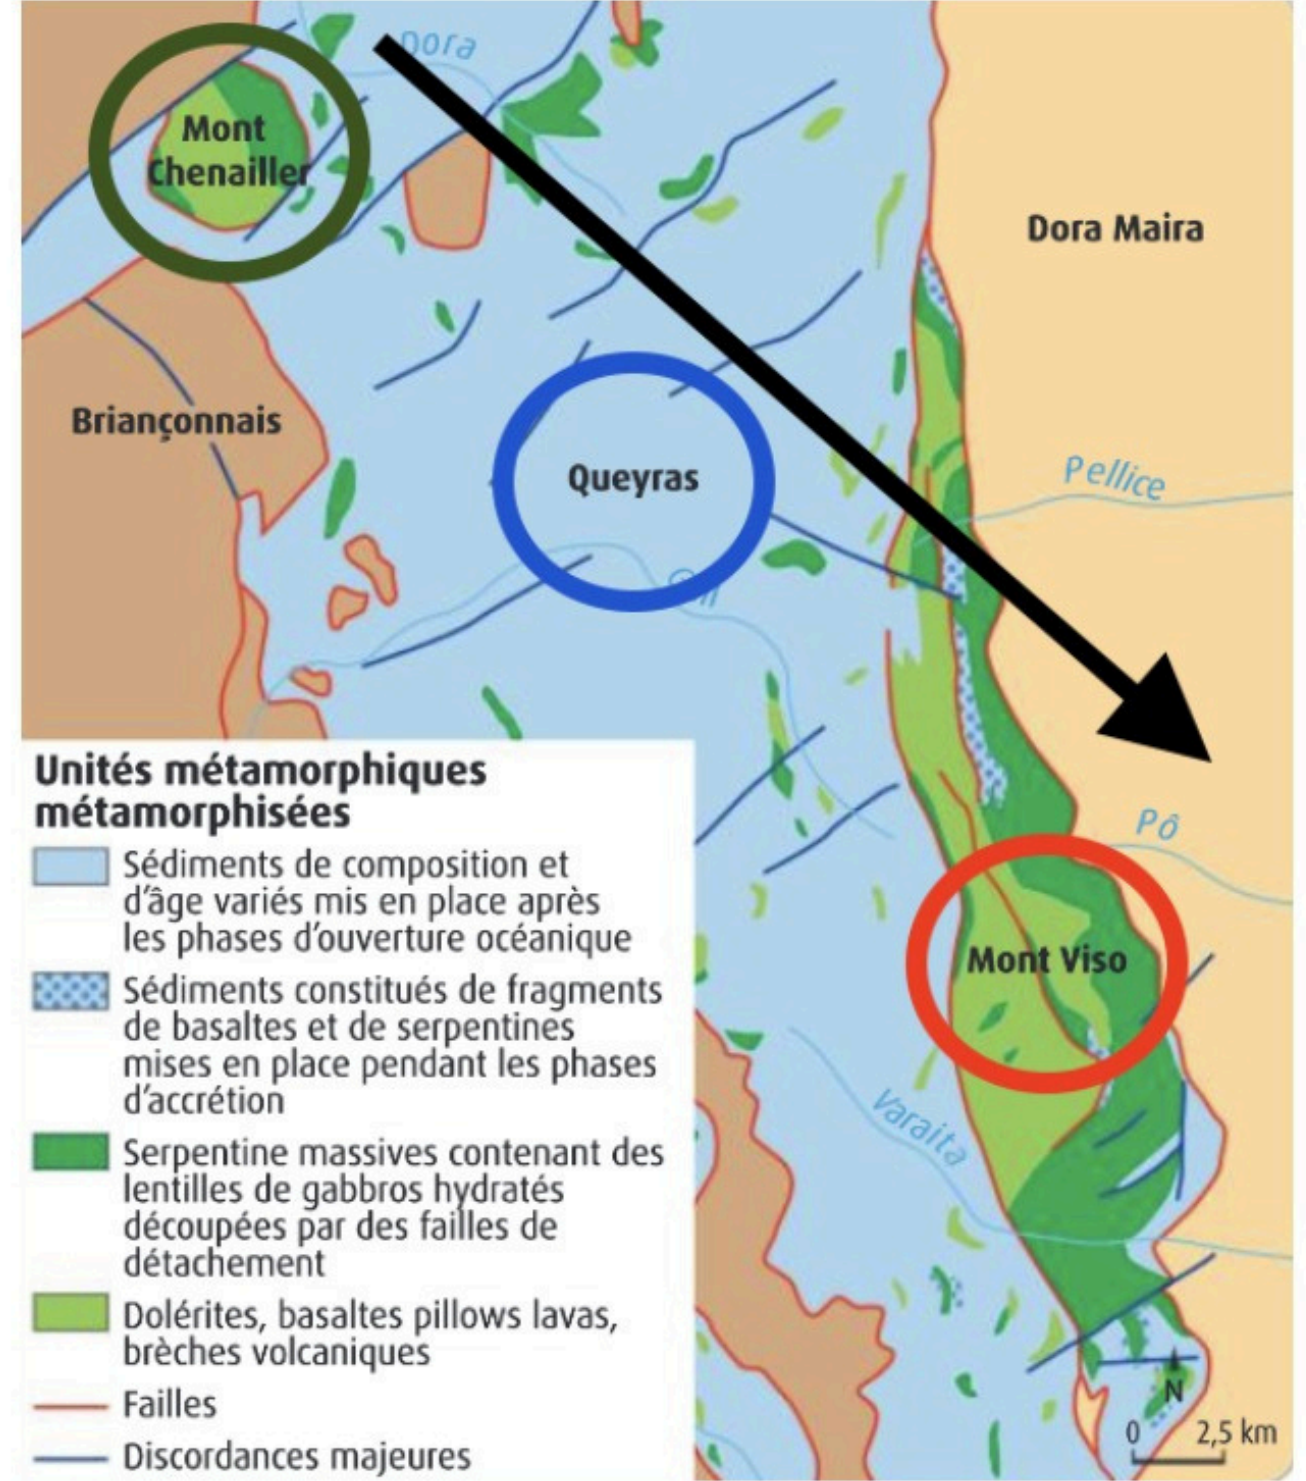 Dora
Mont
Chenailler
Dora Maira
Briançonnais
Pellice
Queyras
Pô
Mont Viso
Varaita
Unités métamorphiques
métamorphisées
Sédiments de composition et
d'âge variés mis en place après
les phases d'ouverture océanique
Sédiments constitués de fragments
de basaltes et de serpentines
mises en place pendant les phases
d'accrétion
Serpentine massives contenant des
lentilles de gabbros hydratés
découpées par des failles de
détachement
Dolérites, basaltes pillows lavas,
brèches volcaniques
Failles
Discordances majeures
N
0 2,5 km